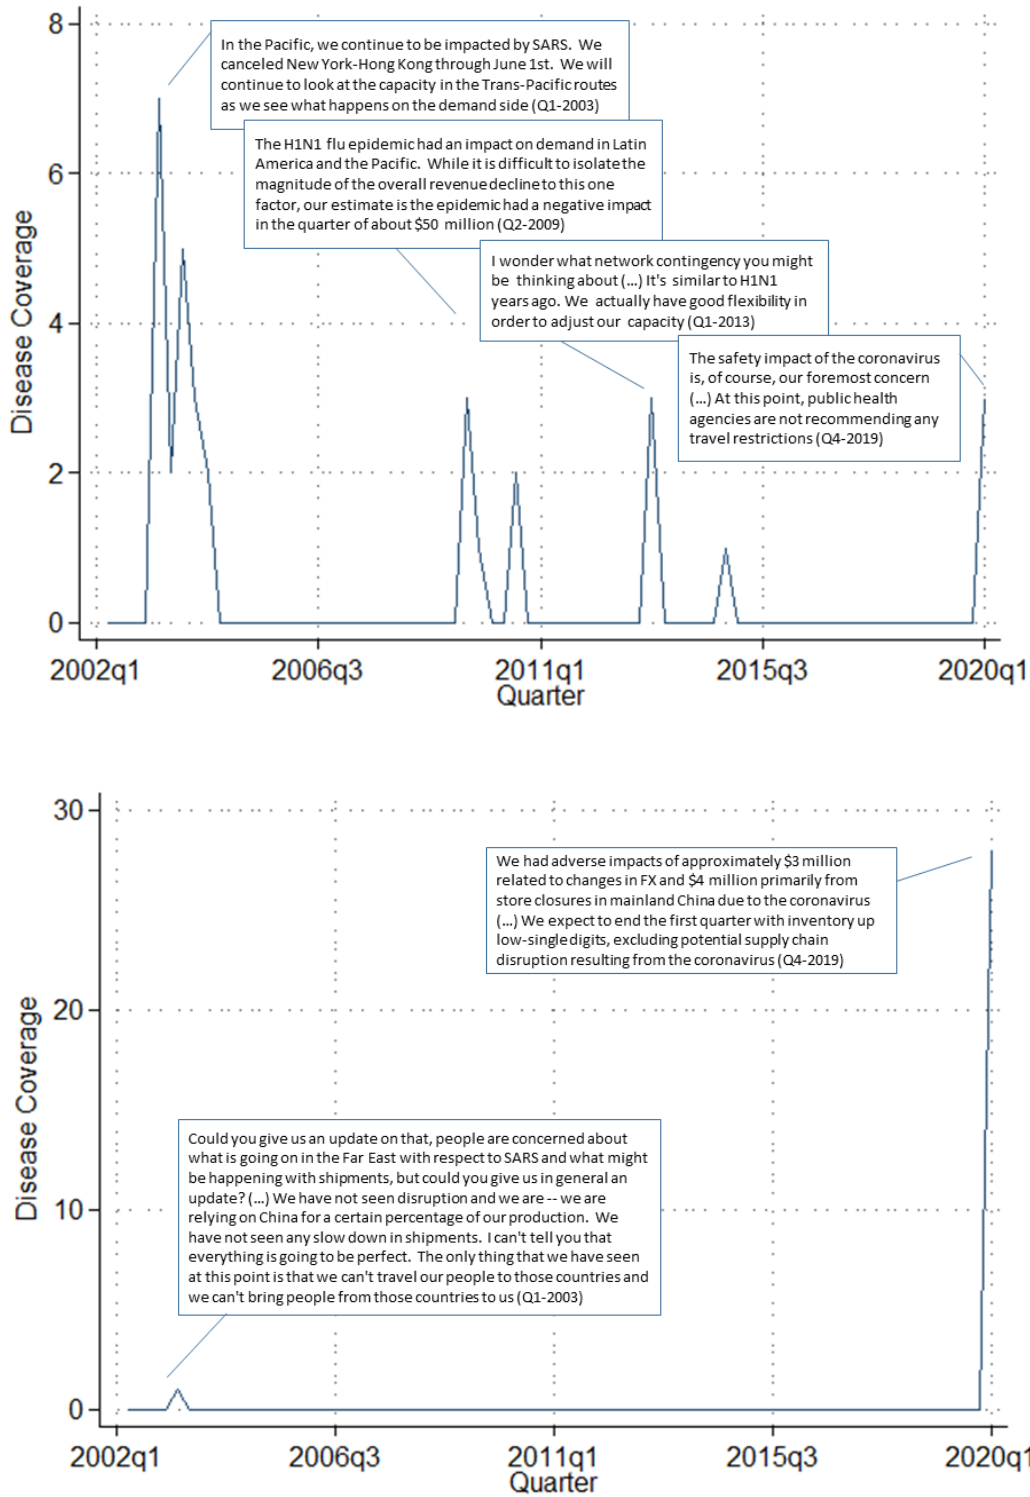 8
In the Pacific, we continue to be impacted by SARS. We
canceled New York-Hong Kong through June 1st. We will
continue to look at the capacity in the Trans-Pacific routes
as we see what happens on the demand side (Q1-2003)
The H1N1 flu epidemic had an impact on demand in Latin
America and the Pacific. While it is difficult to isolate the
magnitude of the overall revenue decline to this one
factor, our estimate is the epidemic had a negative impact
in the quarter of about $50 million (Q2-2009)
I wonder what network contingency you might
be thinking about (...) It's similar to H1N1
years ago. We actually have good flexibility in
order to adjust our capacity (Q1-2013)
The safety impact of the coronavirus
is, of course, our foremost concern
(...) At this point, public health
agencies are not recommending any
travel restrictions (Q4-2019)
6
4
2
0
Disease Coverage
2002q1 2006q3 2011q1 2015q3 2020q1
Quarter
30
We had adverse impacts of approximately $3 million
related to changes in FX and $4 million primarily from
store closures in mainland China due to the coronavirus
(...) We expect to end the first quarter with inventory up
low-single digits, excluding potential supply chain
disruption resulting from the coronavirus (Q4-2019)
20
Disease Coverage
Could you give us an update on that, people are concerned about
what is going on in the Far East with respect to SARS and what might
be happening with shipments, but could you give us in general an
update? (...) We have not seen disruption and we are -- we are
relying on China for a certain percentage of our production. We
have not seen any slow down in shipments. I can't tell you that
everything is going to be perfect. The only thing that we have seen
at this point is that we can't travel our people to those countries and
we can't bring people from those countries to us (Q1-2003)
10
0
2002q1 2006q3 2011q1 2015q3 2020q1
Quarter